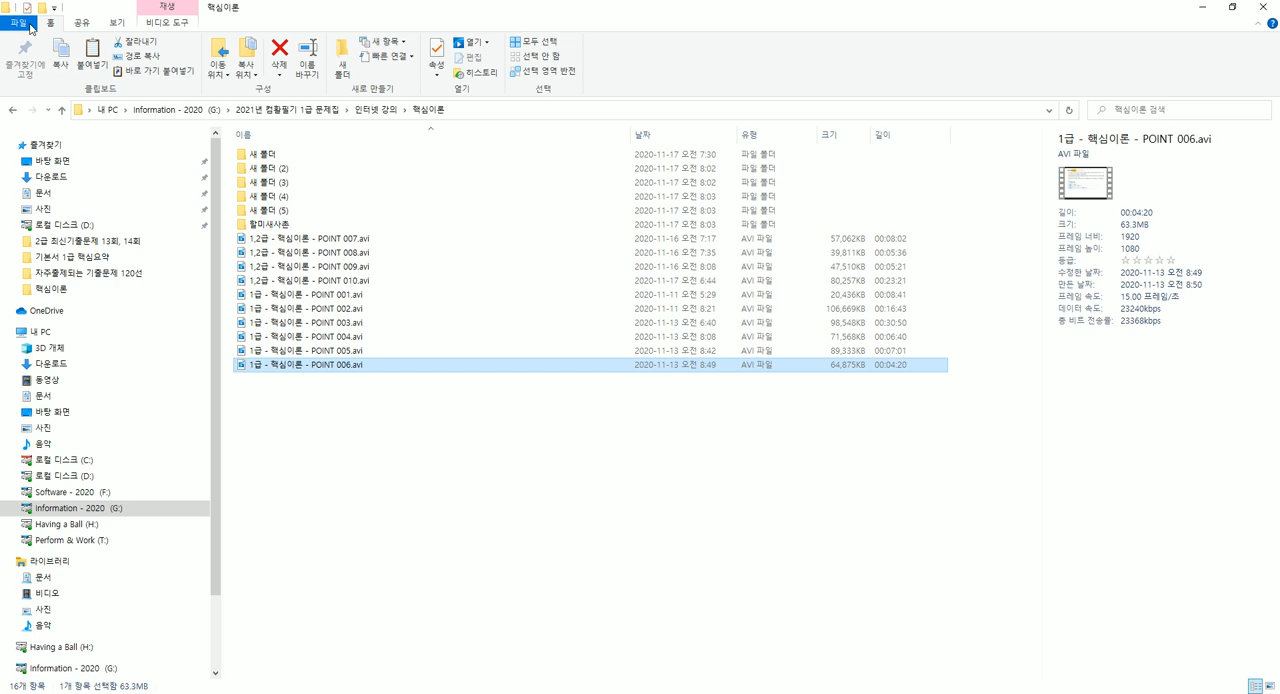 재생
핵심이론
파일
홈
공유
보기
비디오 도구
즐겨찾기에 고정
복사
붙여넣기
잘라내기
경로 복사
바로 가기 붙여넣기
클립보드
이동 위치
복사 위치
삭제
이름 바꾸기
구성
새 폴더
새 항목
빠른 연결
새로 만들기
속성
열기
편집
히스토리
열기
모두 선택
선택 안 함
선택 영역 반전
선택
내 PC > Information - 2020 (G:) > 2021년 컴활필기 1급 문제집 > 인터넷 강의 > 핵심이론
핵심이론 검색
즐겨찾기
바탕 화면
다운로드
문서
사진
로컬 디스크 (D:)
2급 최신기출문제 13회, 14회
기본서 1급 핵심요약
자주출제되는 기출문제 120선
핵심이론
OneDrive
내 PC
3D 개체
다운로드
동영상
문서
바탕 화면
사진
음악
로컬 디스크 (C:)
로컬 디스크 (D:)
Software - 2020 (F:)
Information - 2020 (G:)
Having a Ball (H:)
Perform & Work (T:)
라이브러리
문서
비디오
사진
음악
Having a Ball (H:)
Information - 2020 (G:)
이름 날짜 유형 크기 길이
새 폴더 2020-11-17 오전 7:30 파일 폴더
새 폴더 (2) 2020-11-17 오전 8:02 파일 폴더
새 폴더 (3) 2020-11-17 오전 8:02 파일 폴더
새 폴더 (4) 2020-11-17 오전 8:03 파일 폴더
새 폴더 (5) 2020-11-17 오전 8:03 파일 폴더
할미새사촌 2020-11-17 오전 8:03 파일 폴더
1,2급 - 핵심이론 - POINT 007.avi 2020-11-16 오전 7:17 AVI 파일 57,062KB 00:08:02
1,2급 - 핵심이론 - POINT 008.avi 2020-11-16 오전 7:35 AVI 파일 39,811KB 00:05:36
1,2급 - 핵심이론 - POINT 009.avi 2020-11-16 오전 8:08 AVI 파일 47,510KB 00:05:21
1,2급 - 핵심이론 - POINT 010.avi 2020-11-17 오전 6:44 AVI 파일 80,257KB 00:23:21
1급 - 핵심이론 - POINT 001.avi 2020-11-11 오전 5:29 AVI 파일 20,436KB 00:08:41
1급 - 핵심이론 - POINT 002.avi 2020-11-11 오전 8:21 AVI 파일 106,669KB 00:16:43
1급 - 핵심이론 - POINT 003.avi 2020-11-13 오전 6:40 AVI 파일 98,548KB 00:30:50
1급 - 핵심이론 - POINT 004.avi 2020-11-13 오전 8:08 AVI 파일 71,568KB 00:06:40
1급 - 핵심이론 - POINT 005.avi 2020-11-13 오전 8:42 AVI 파일 89,333KB 00:07:01
1급 - 핵심이론 - POINT 006.avi 2020-11-13 오전 8:49 AVI 파일 64,875KB 00:04:20
1급 - 핵심이론 - POINT 006.avi
AVI 파일
길이: 00:04:20
크기: 63.3MB
프레임 너비: 1920
프레임 높이: 1080
등급: ☆☆☆☆☆
수정한 날짜: 2020-11-13 오전 8:49
만든 날짜: 2020-11-13 오전 8:50
프레임 속도: 15.00 프레임/초
데이터 속도: 23240kbps
총 비트 전송률: 23368kbps
16개 항목 1개 항목 선택함 63.3MB